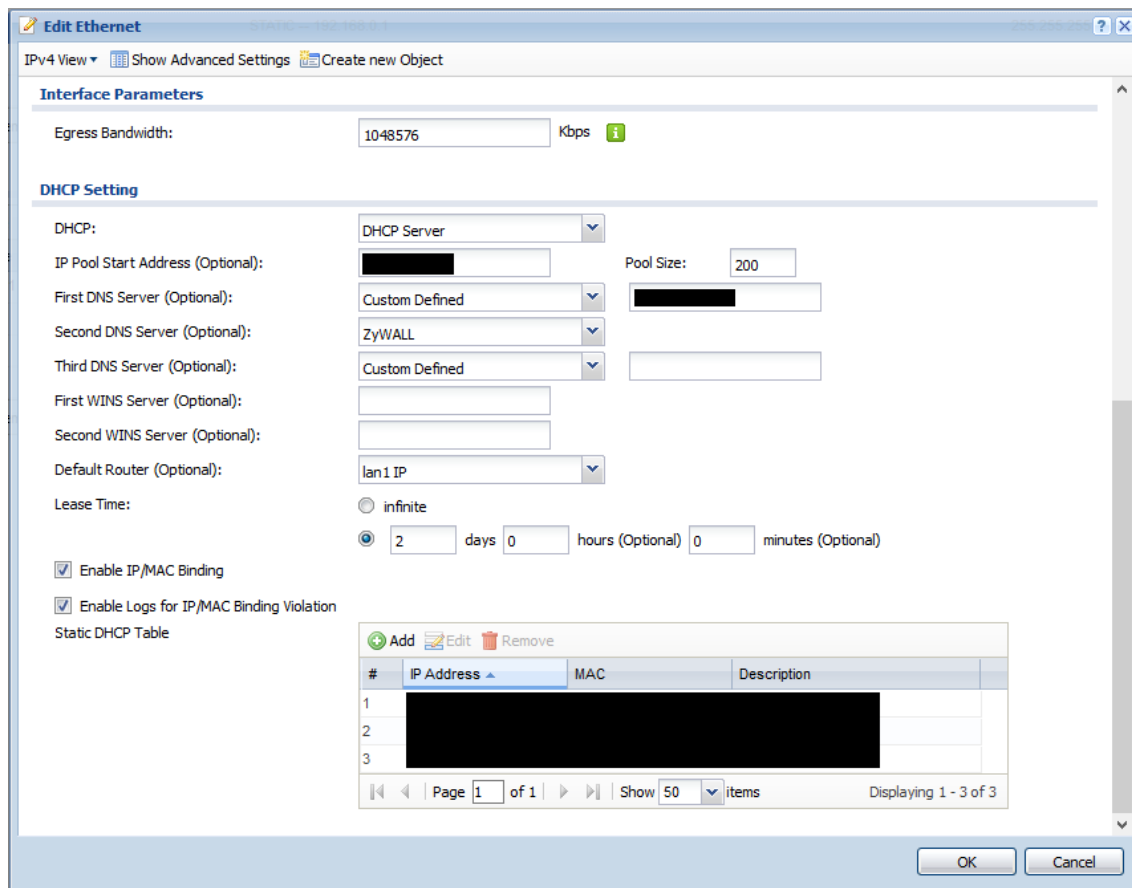 Edit Ethernet
IPv4 View Show Advanced Settings Create new Object
Interface Parameters
Egress Bandwidth: 1048576 Kbps
DHCP Setting
DHCP: DHCP Server
IP Pool Start Address (Optional): Pool Size: 200
First DNS Server (Optional): Custom Defined
Second DNS Server (Optional): ZyWALL
Third DNS Server (Optional): Custom Defined
First WINS Server (Optional):
Second WINS Server (Optional):
Default Router (Optional): lan1 IP
Lease Time: infinite
2 days 0 hours (Optional) 0 minutes (Optional)
Enable IP/MAC Binding
Enable Logs for IP/MAC Binding Violation
Static DHCP Table
Add Edit Remove
# IP Address MAC Description
1
2
3
Page 1 of 1 Show 50 items Displaying 1 - 3 of 3
OK Cancel